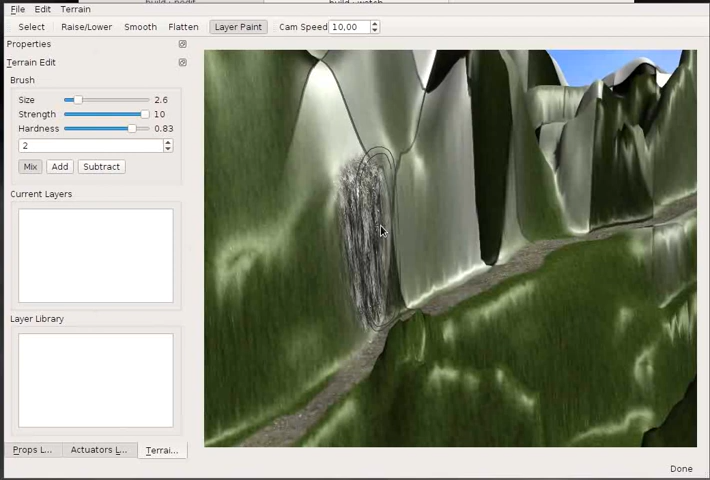 File Edit Terrain
Select Raise/Lower Smooth Flatten Layer Paint Cam Speed 10.00
Properties
Terrain Edit
Brush
Size 2.6
Strength 10
Hardness 0.83
2
Mix Add Subtract
Current Layers
Layer Library
Props L... Actuators L... Terrai...
Done